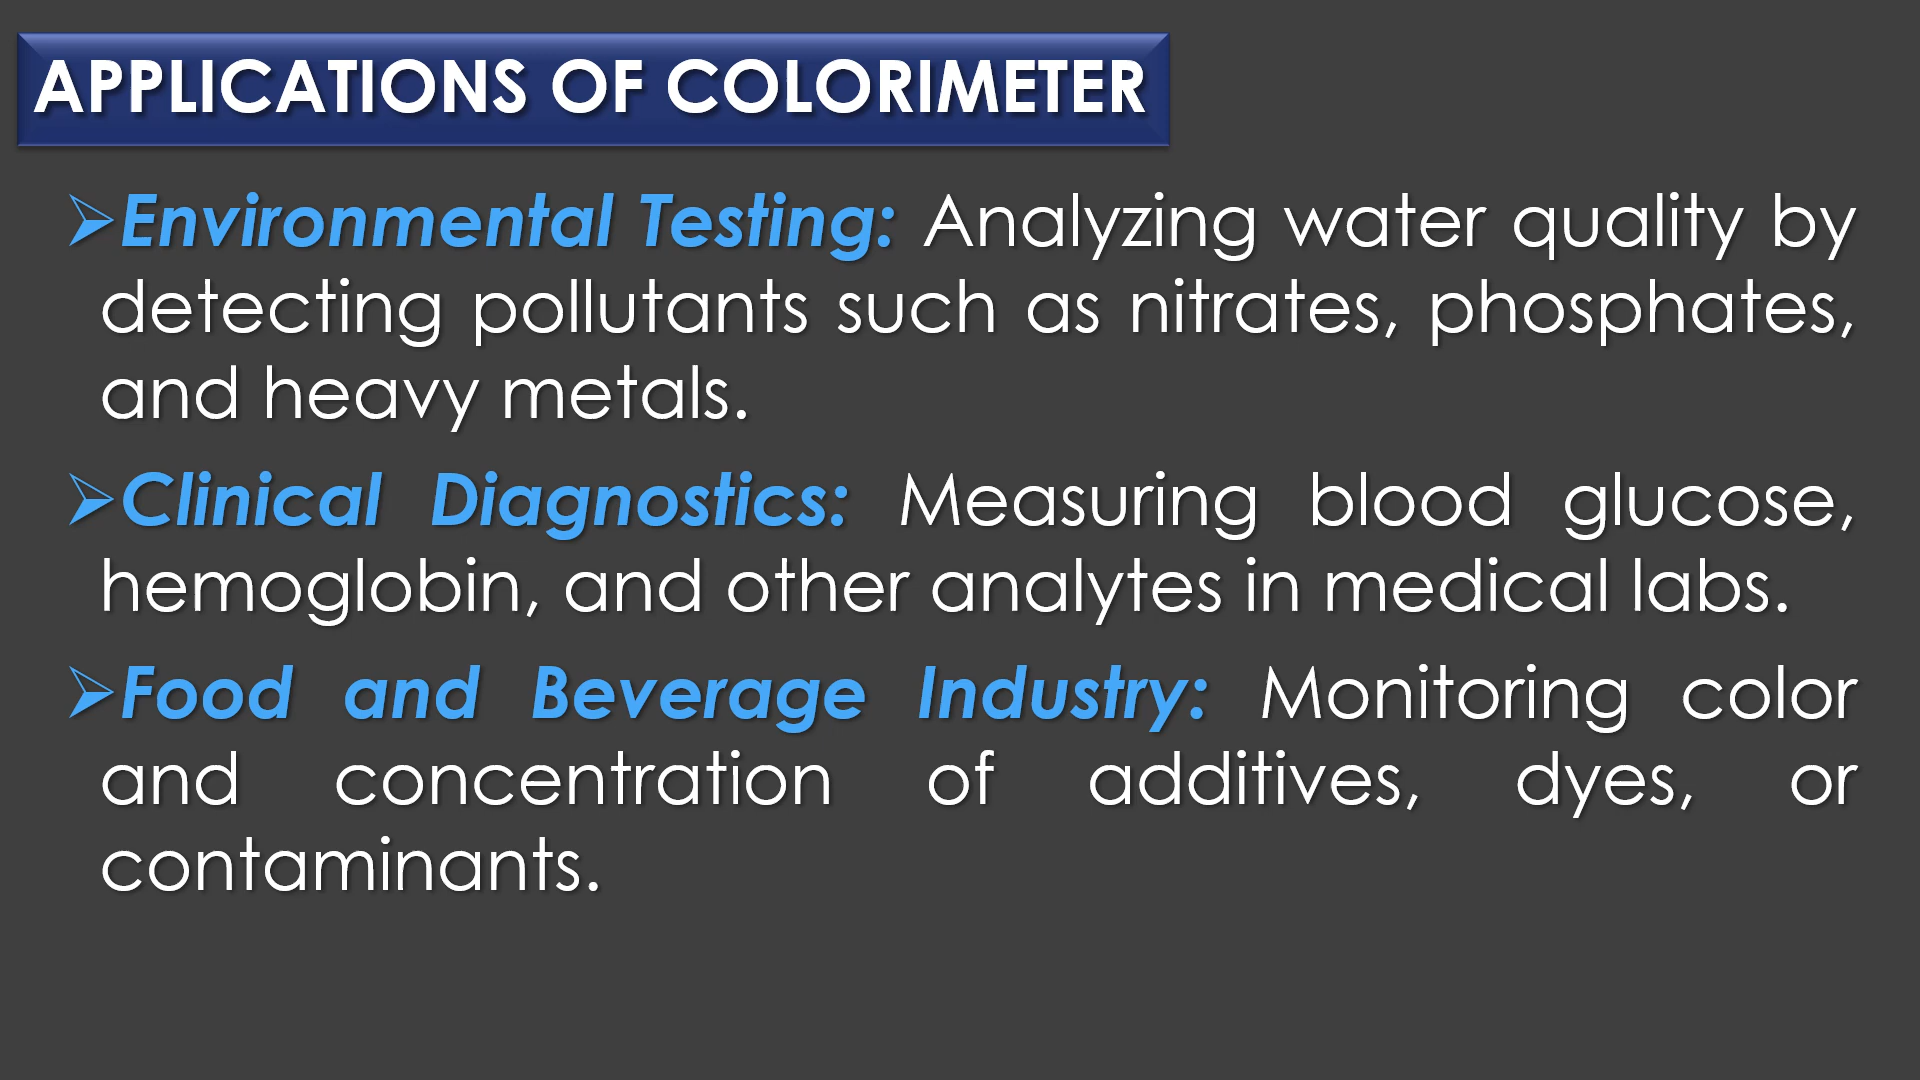 APPLICATIONS OF COLORIMETER
➢Environmental Testing: Analyzing water quality by
detecting pollutants such as nitrates, phosphates,
and heavy metals.
➢Clinical Diagnostics: Measuring blood glucose,
hemoglobin, and other analytes in medical labs.
➢Food and Beverage Industry: Monitoring color
and concentration of additives, dyes, or
contaminants.